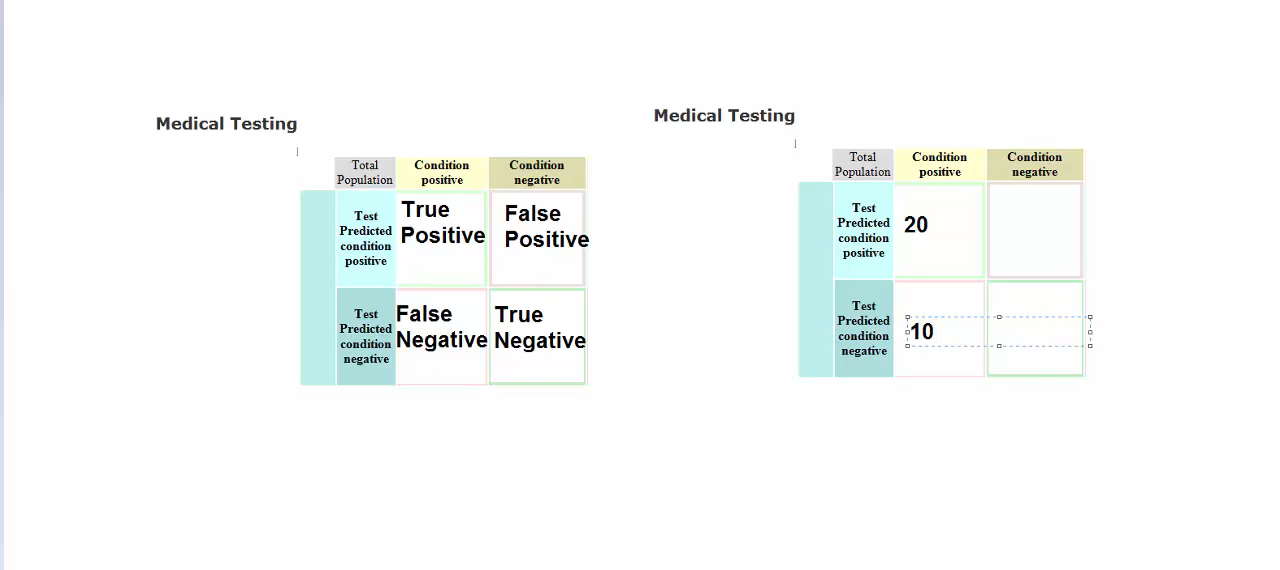 Medical Testing
Total
Population
Condition
positive
Condition
negative
Test
Predicted
condition
positive
True
Positive
False
Positive
Test
Predicted
condition
negative
False
Negative
True
Negative
Medical Testing
Total
Population
Condition
positive
Condition
negative
Test
Predicted
condition
positive
20
Test
Predicted
condition
negative
10